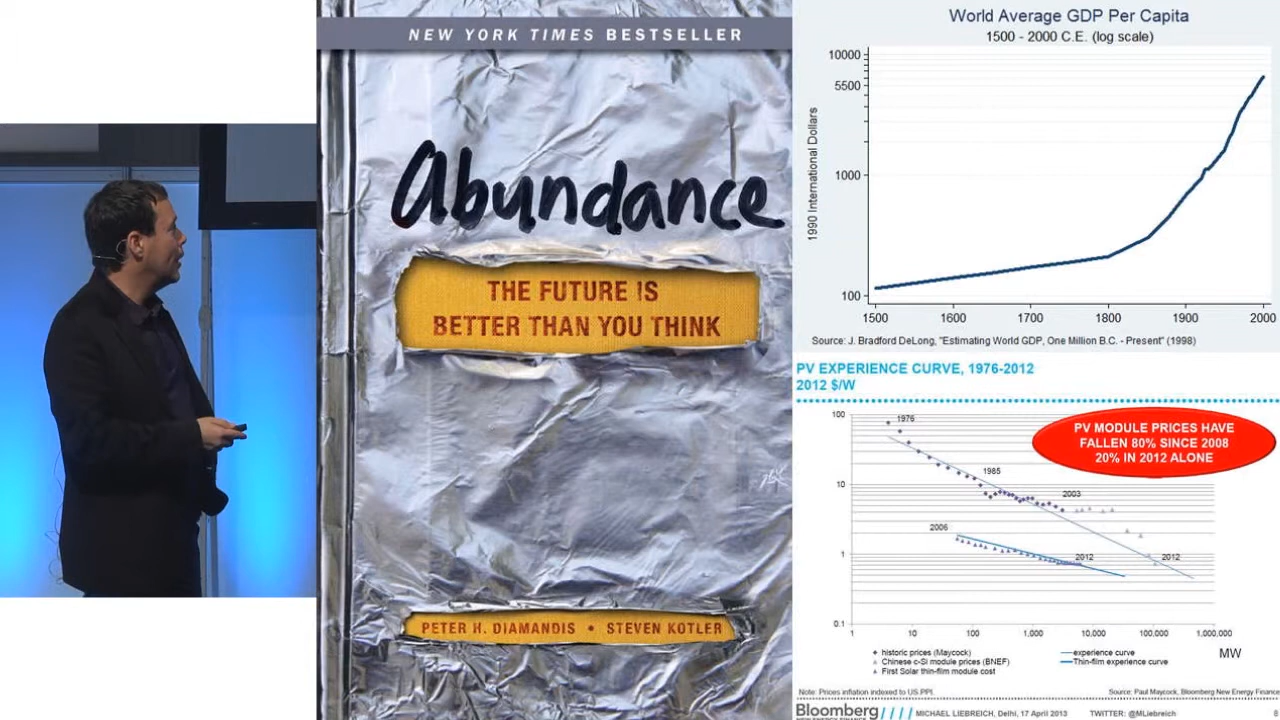 NEW YORK TIMES BESTSELLER
abundance
THE FUTURE IS
BETTER THAN YOU THINK
PETER H. DIAMANDIS • STEVEN KOTLER
World Average GDP Per Capita
1500 - 2000 C.E. (log scale)
1990 International Dollars
10000
5500
1000
100
1500 1600 1700 1800 1900 2000
Source: J. Bradford DeLong, "Estimating World GDP, One Million B.C. - Present" (1998)
PV EXPERIENCE CURVE, 1976-2012
2012 $/W
PV MODULE PRICES HAVE
FALLEN 80% SINCE 2008
20% IN 2012 ALONE
100
10
1
0.1
1976
1985
2003
2006
2012
2012
1 10 100 1,000 10,000 100,000 1,000,000
MW
historic prices (Maycock)
Chinese c-Si module prices (BNEF)
First Solar thin-film module cost
experience curve
Thin-film experience curve
Note: Prices inflation indexed to US PPI.
Source: Paul Maycock, Bloomberg New Energy Finance
Bloomberg
NEW ENERGY FINANCE
//// MICHAEL LIEBREICH, Delhi, 17 April 2013 TWITTER: @MLiebreich 8